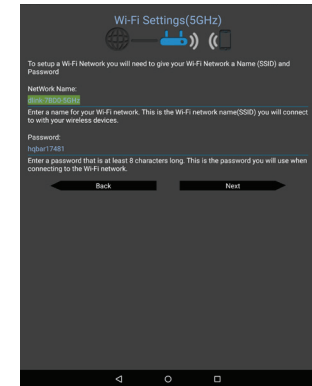 Wi-Fi Settings(5GHz)
To setup a Wi-Fi Network you will need to give your Wi-Fi Network a Name (SSID) and
Password
NetWork Name:
dlink-7BD0-5GHz
Enter a name for your Wi-Fi network. This is the Wi-Fi network name(SSID) you will connect
to with your wireless devices.
Password:
hqbar17481
Enter a password that is at least 8 characters long. This is the password you will use when
connecting to the Wi-Fi network.
Back
Next